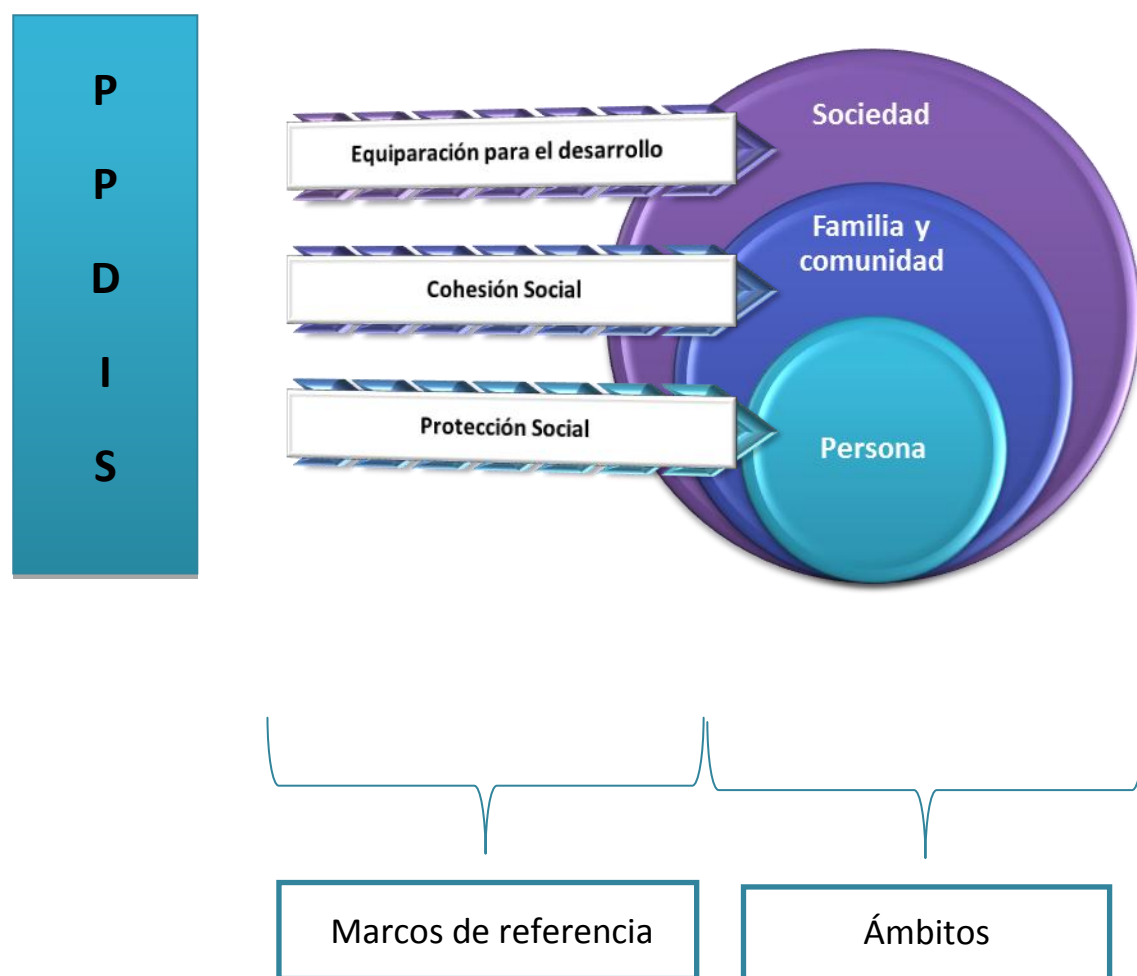 P
P
D
I
S
Equiparación para el desarrollo
Cohesión Social
Protección Social
Sociedad
Familia y
comunidad
Persona
Marcos de referencia
Ámbitos